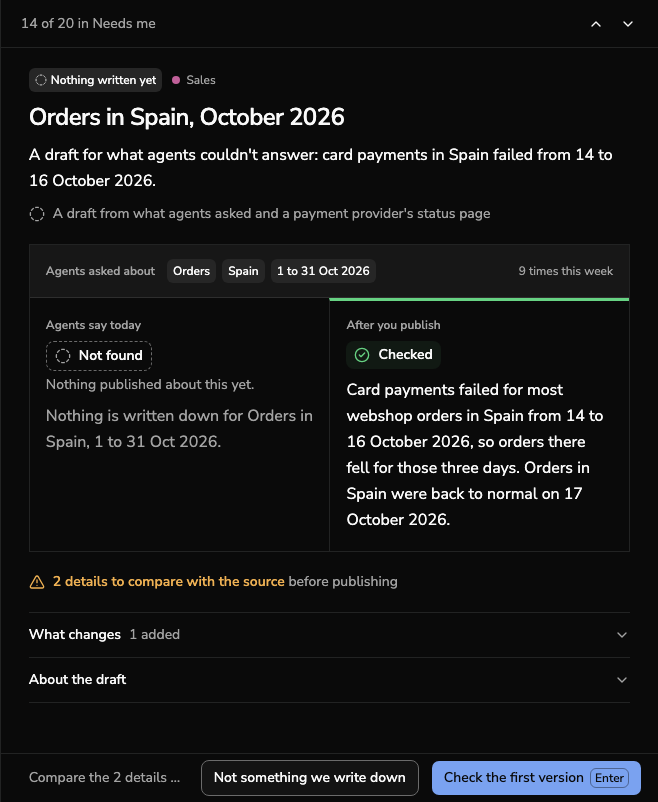 14 of 20 in Needs me
Nothing written yet
Sales
Orders in Spain, October 2026
A draft for what agents couldn't answer: card payments in Spain failed from 14 to
16 October 2026.
A draft from what agents asked and a payment provider's status page
Agents asked about Orders Spain 1 to 31 Oct 2026 9 times this week
Agents say today
Not found
Nothing published about this yet.
Nothing is written down for Orders in
Spain, 1 to 31 Oct 2026.
After you publish
Checked
Card payments failed for most
webshop orders in Spain from 14 to
16 October 2026, so orders there
fell for those three days. Orders in
Spain were back to normal on 17
October 2026.
2 details to compare with the source before publishing
What changes 1 added
About the draft
Compare the 2 details ...
Not something we write down
Check the first version Enter